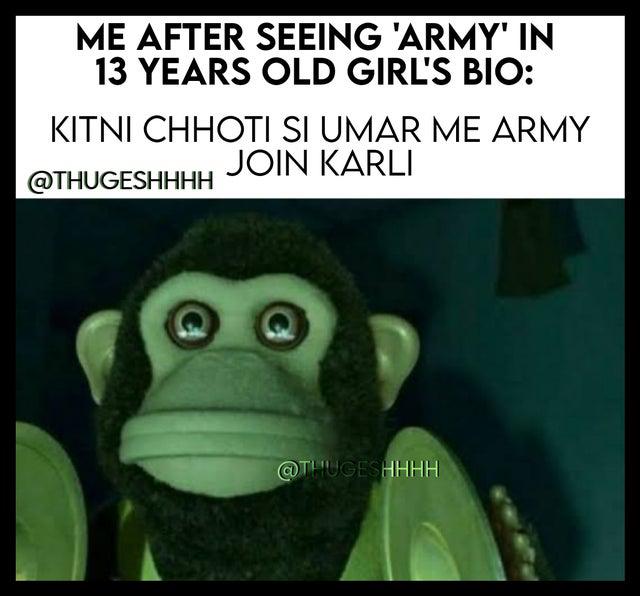 ME AFTER SEEING 'ARMY' IN
13 YEARS OLD GIRL'S BIO:
KITNI CHHOTI SI UMAR ME ARMY
JOIN KARLI
@THUGESHHHH
@THUGESHHHH